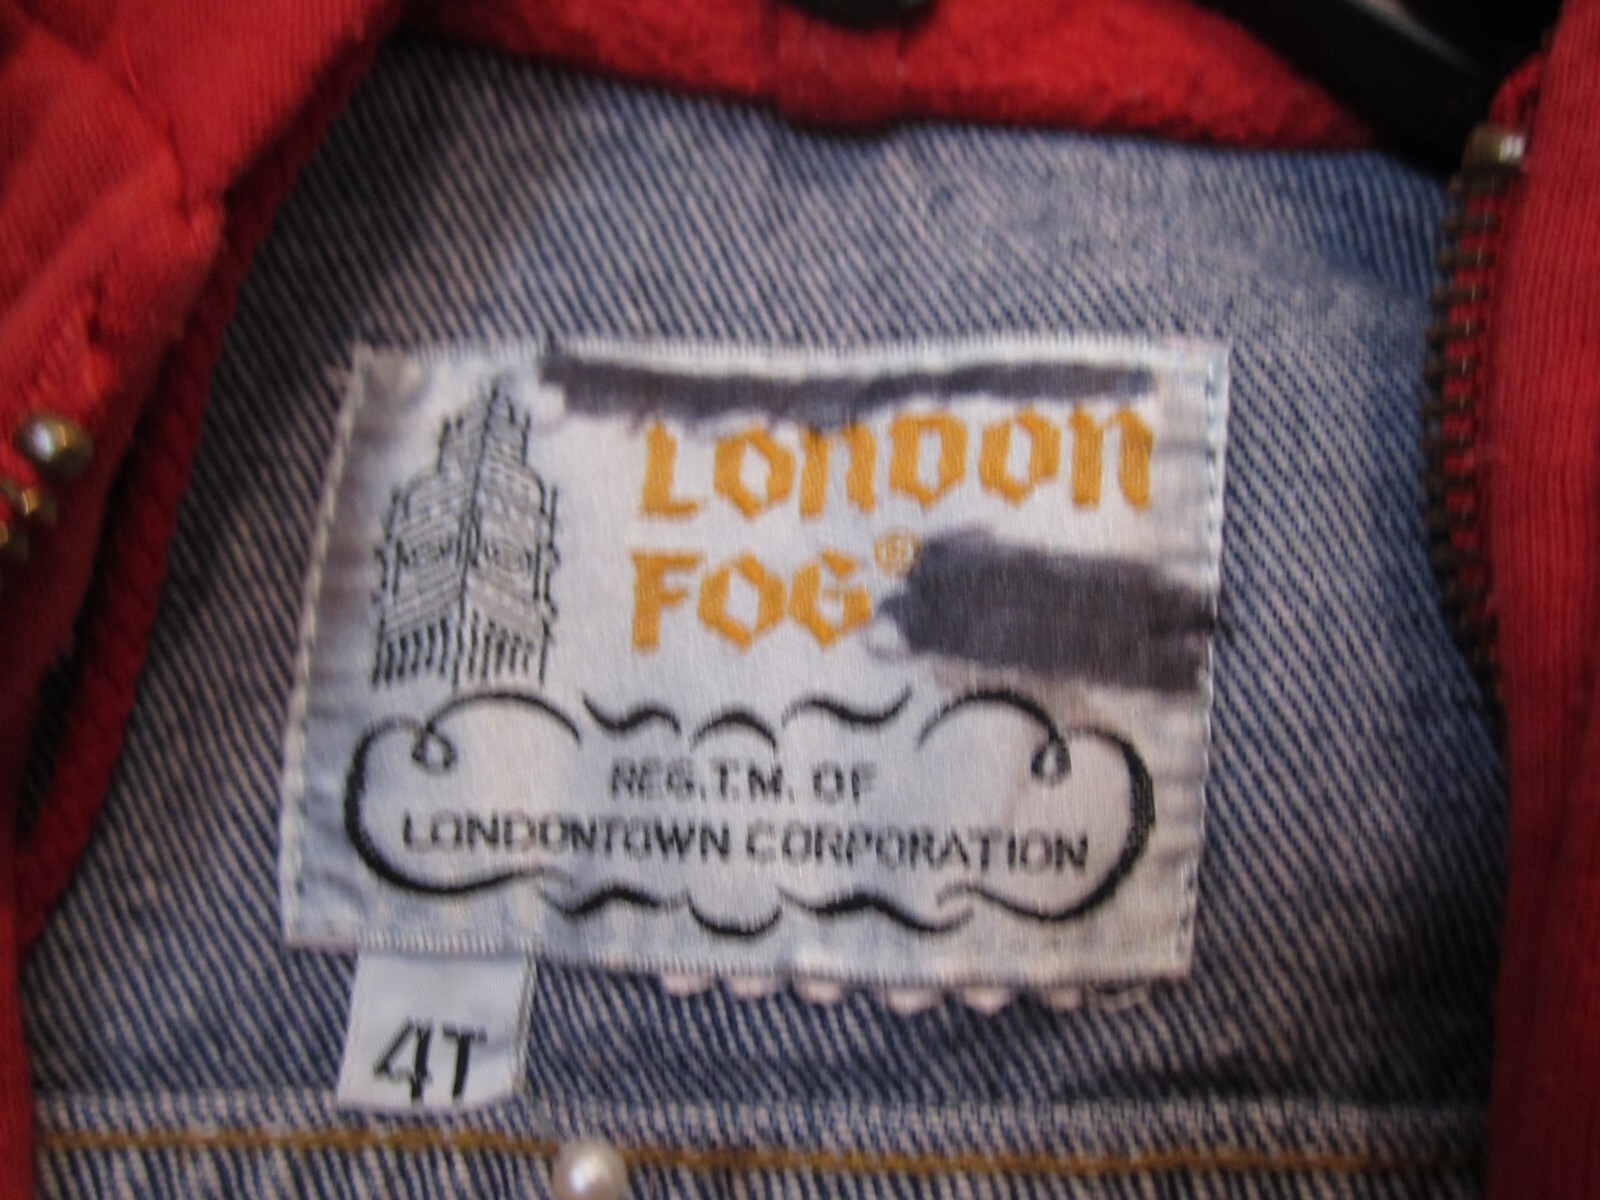 LONDON
FOG®
REG.T.M. OF
LONDONTOWN CORPORATION
4T